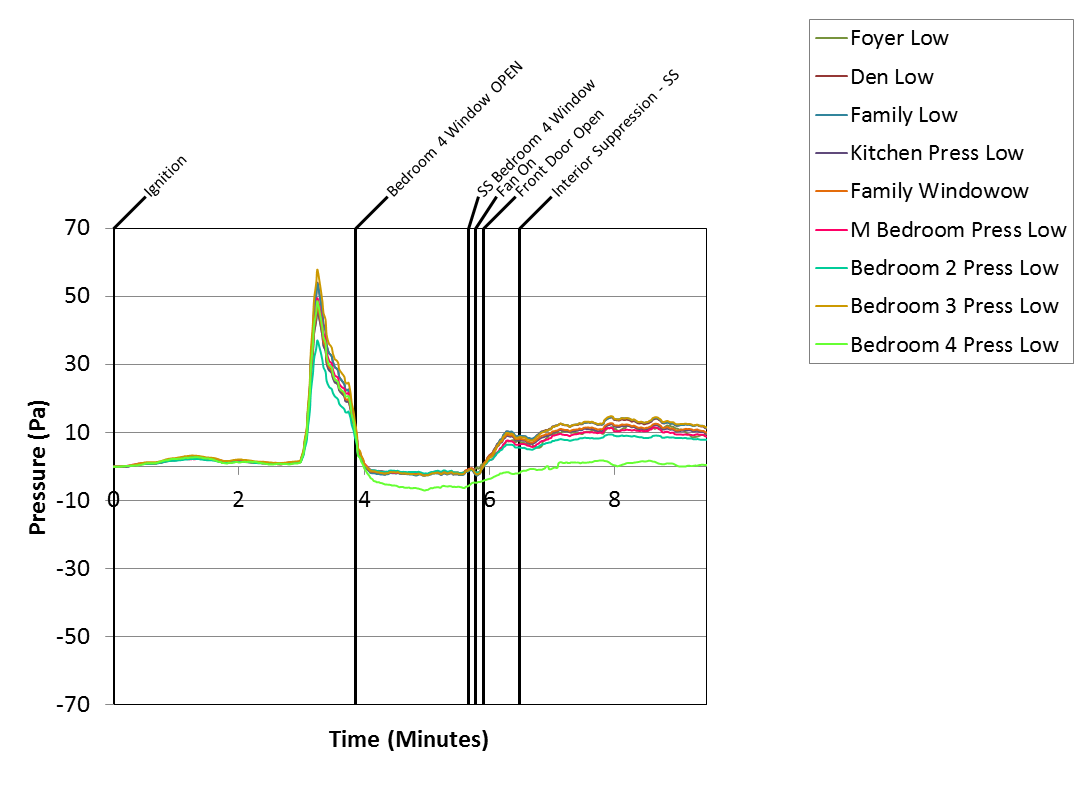 Ignition
Bedroom 4 Window OPEN
SS Bedroom 4 Window
Fan On
Front Door Open
Interior Suppression - SS
Foyer Low
Den Low
Family Low
Kitchen Press Low
Family Windowow
M Bedroom Press Low
Bedroom 2 Press Low
Bedroom 3 Press Low
Bedroom 4 Press Low
70
50
30
10
-10
-30
-50
-70
0 2 4 6 8
Pressure (Pa)
Time (Minutes)